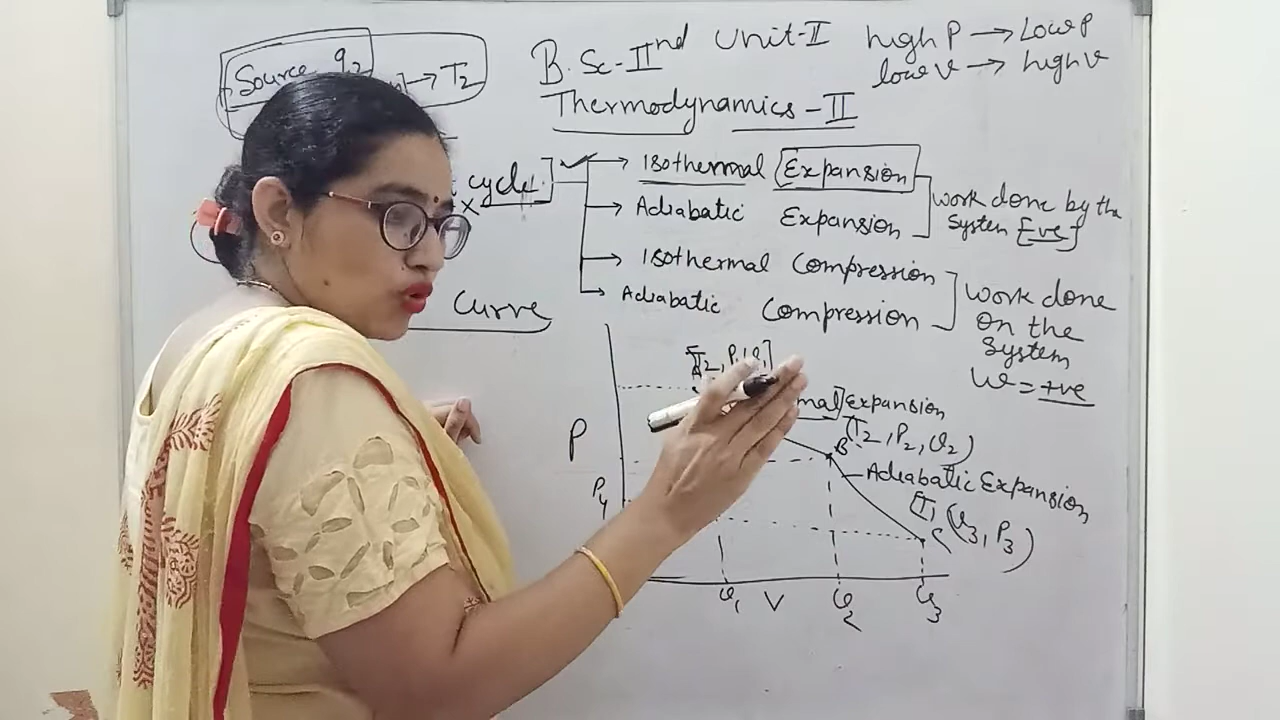 Source q2
→ T2
B.Sc-IInd Unit-II
Thermodynamics - II
high P → Low P
low V → high V
cycle
→ Isothermal [Expansion]
→ Adiabatic Expansion
work done by the
System [-ve]
→ Isothermal Compression
→ Adiabatic Compression
work done
on the
System
W = +ve
Curve
P
P4
mal] Expansion
B (T2, P2, V2)
Adiabatic Expansion
C
[T1 (V3, P3)
V1 V V2 V3